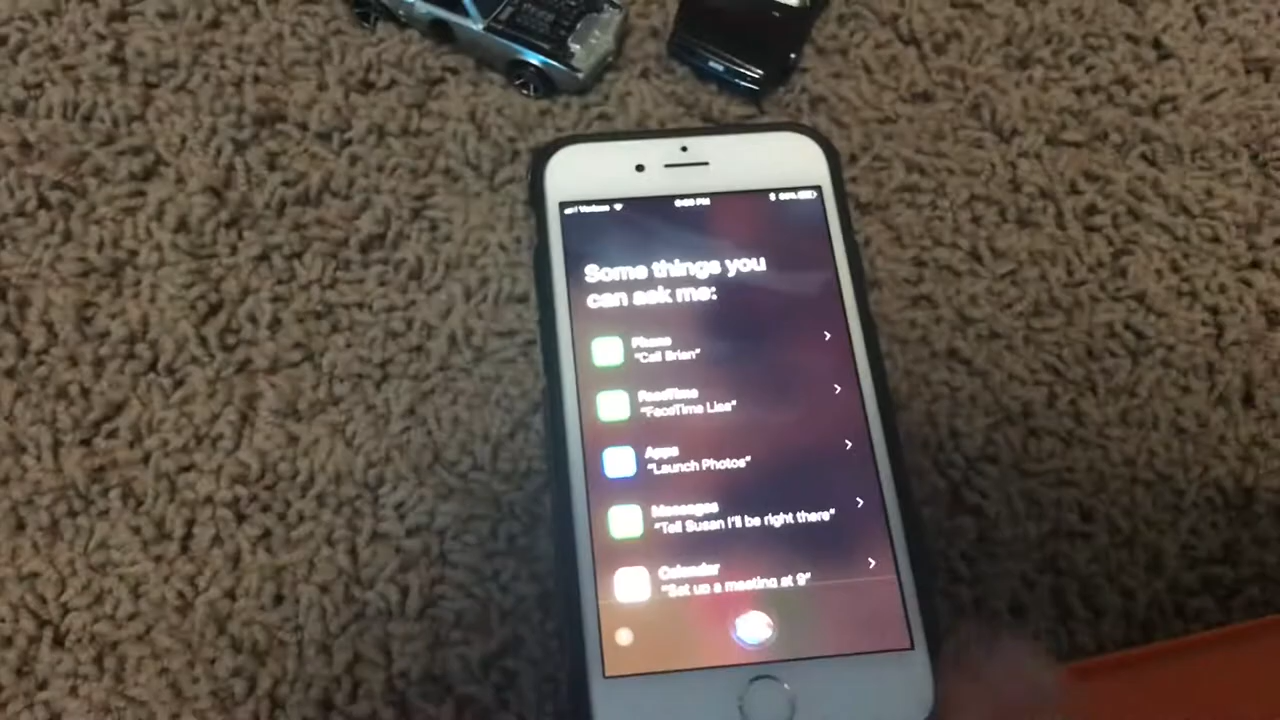 Verizon
Some things you
can ask me:
Phone
“Call Brian”
FaceTime
“FaceTime Lisa”
Apps
“Launch Photos”
Messages
“Tell Susan I'll be right there”
Calendar
“Set up a meeting at 9”